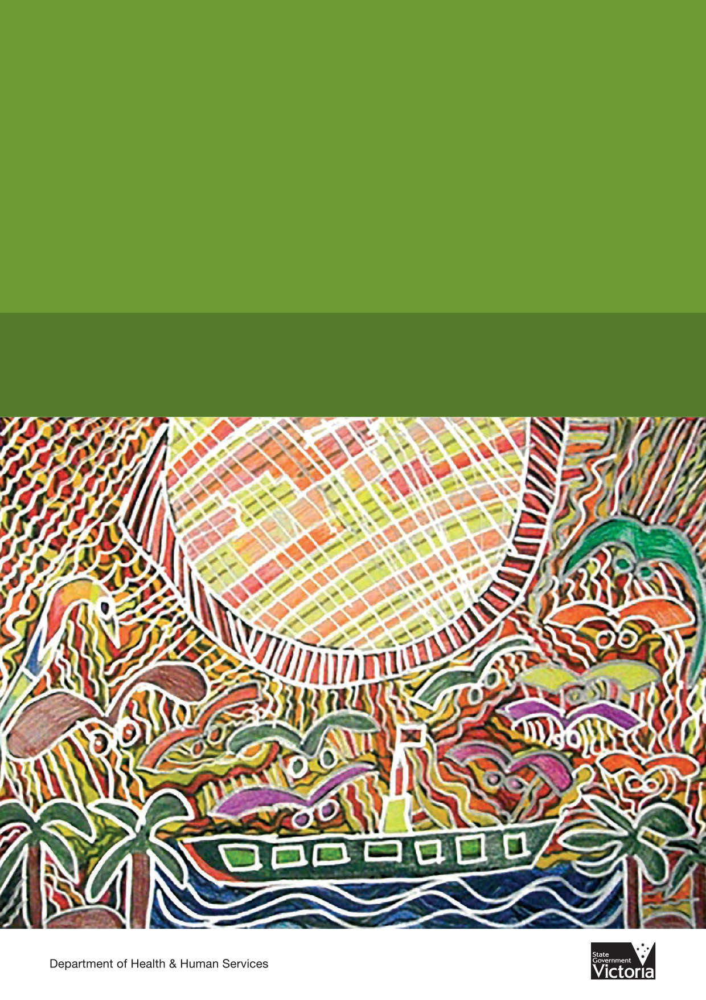 Department of Health & Human Services
State
Government
Victoria